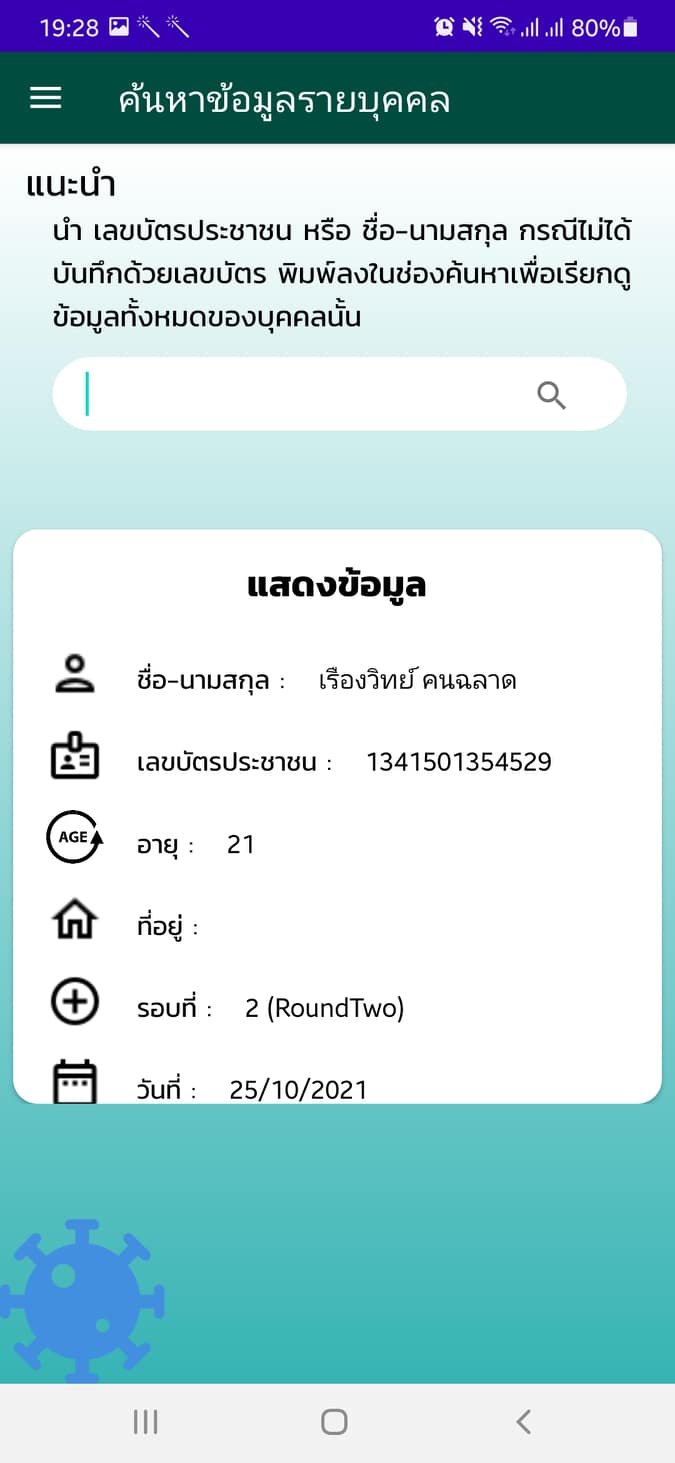 19:28 80%
ค้นหาข้อมูลรายบุคคล
แนะนำ
นำ เลขบัตรประชาชน หรือ ชื่อ-นามสกุล กรณีไม่ได้
บันทึกด้วยเลขบัตร พิมพ์ลงในช่องค้นหาเพื่อเรียกดู
ข้อมูลทั้งหมดของบุคคลนั้น
แสดงข้อมูล
ชื่อ-นามสกุล : เรืองวิทย์ คนฉลาด
เลขบัตรประชาชน : 1341501354529
AGE อายุ : 21
ที่อยู่ :
รอบที่ : 2 (RoundTwo)
วันที่ : 25/10/2021